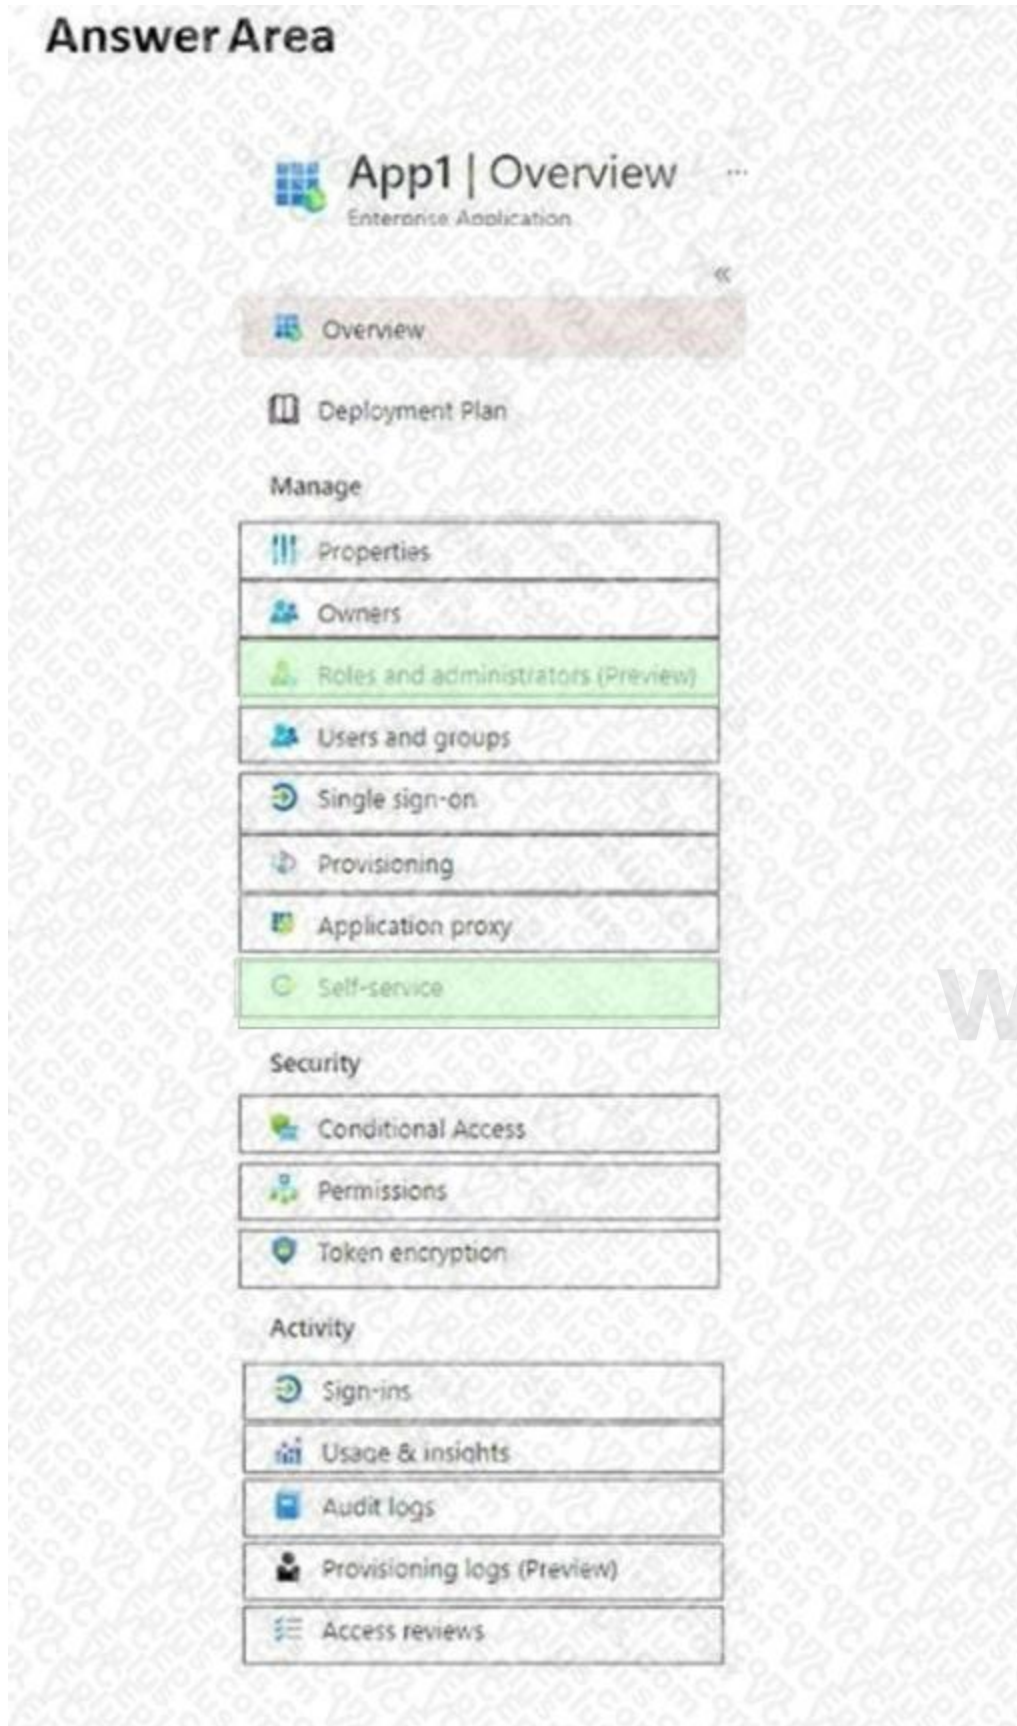 Answer Area
App1 | Overview
Enterprise Application
«
Overview
Deployment Plan
Manage
Properties
Owners
Roles and administrators (Preview)
Users and groups
Single sign-on
Provisioning
Application proxy
Self-service
W
Security
Conditional Access
Permissions
Token encryption
Activity
Sign-ins
Usage & insights
Audit logs
Provisioning logs (Preview)
Access reviews